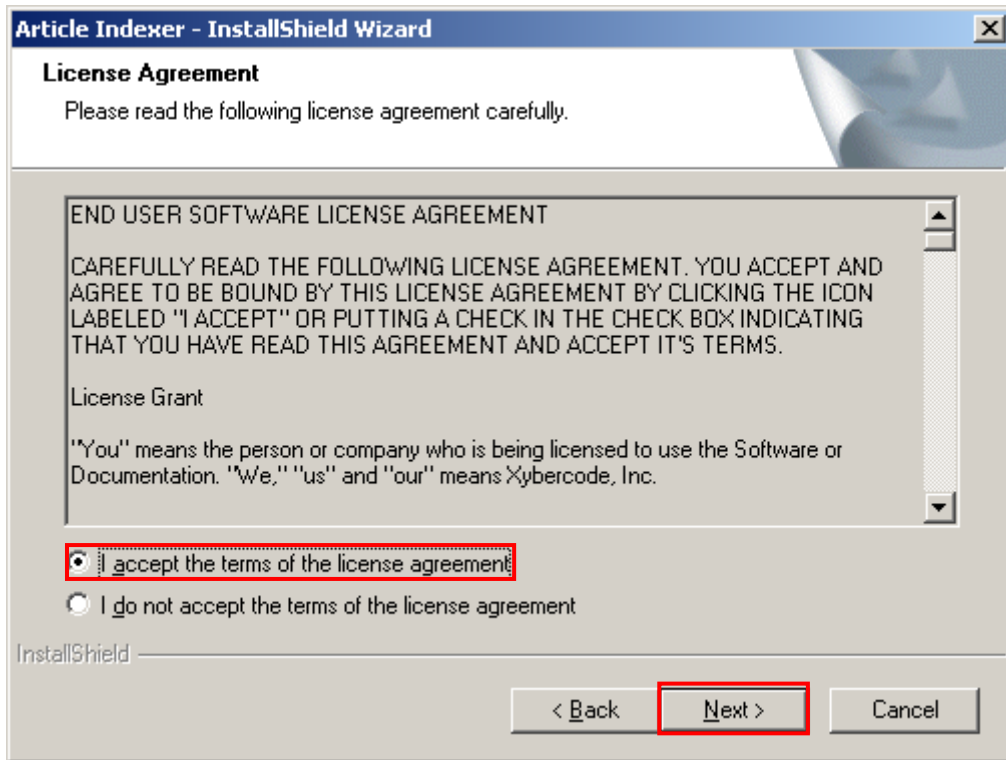 Article Indexer - InstallShield Wizard
License Agreement
Please read the following license agreement carefully.
END USER SOFTWARE LICENSE AGREEMENT
CAREFULLY READ THE FOLLOWING LICENSE AGREEMENT. YOU ACCEPT AND
AGREE TO BE BOUND BY THIS LICENSE AGREEMENT BY CLICKING THE ICON
LABELED "I ACCEPT" OR PUTTING A CHECK IN THE CHECK BOX INDICATING
THAT YOU HAVE READ THIS AGREEMENT AND ACCEPT IT'S TERMS.
License Grant
"You" means the person or company who is being licensed to use the Software or
Documentation. "We," "us" and "our" means Xybercode, Inc.
I accept the terms of the license agreement
I do not accept the terms of the license agreement
InstallShield
< Back Next > Cancel